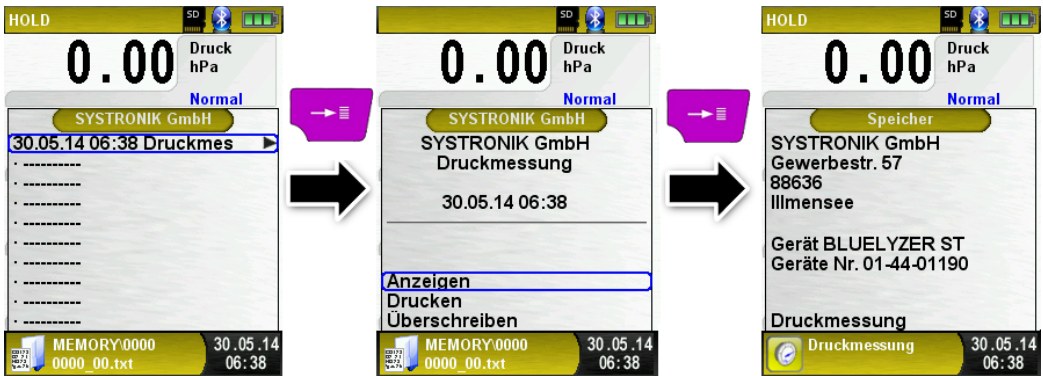 HOLD
SD
0.00
Druck
hPa
Normal
SYSTRONIK GmbH
30.05.14 06:38 Druckmes
· ----------
· ----------
· ----------
· ----------
· ----------
· ----------
· ----------
· ----------
· ----------
MEMORY\0000
0000_00.txt
30.05.14
06:38
SD
0.00
Druck
hPa
Normal
SYSTRONIK GmbH
SYSTRONIK GmbH
Druckmessung
30.05.14 06:38
Anzeigen
Drucken
Überschreiben
MEMORY\0000
0000_00.txt
30.05.14
06:38
HOLD
SD
0.00
Druck
hPa
Normal
Speicher
SYSTRONIK GmbH
Gewerbestr. 57
88636
Illmensee
Gerät BLUELYZER ST
Geräte Nr. 01-44-01190
Druckmessung
Druckmessung
30.05.14
06:38